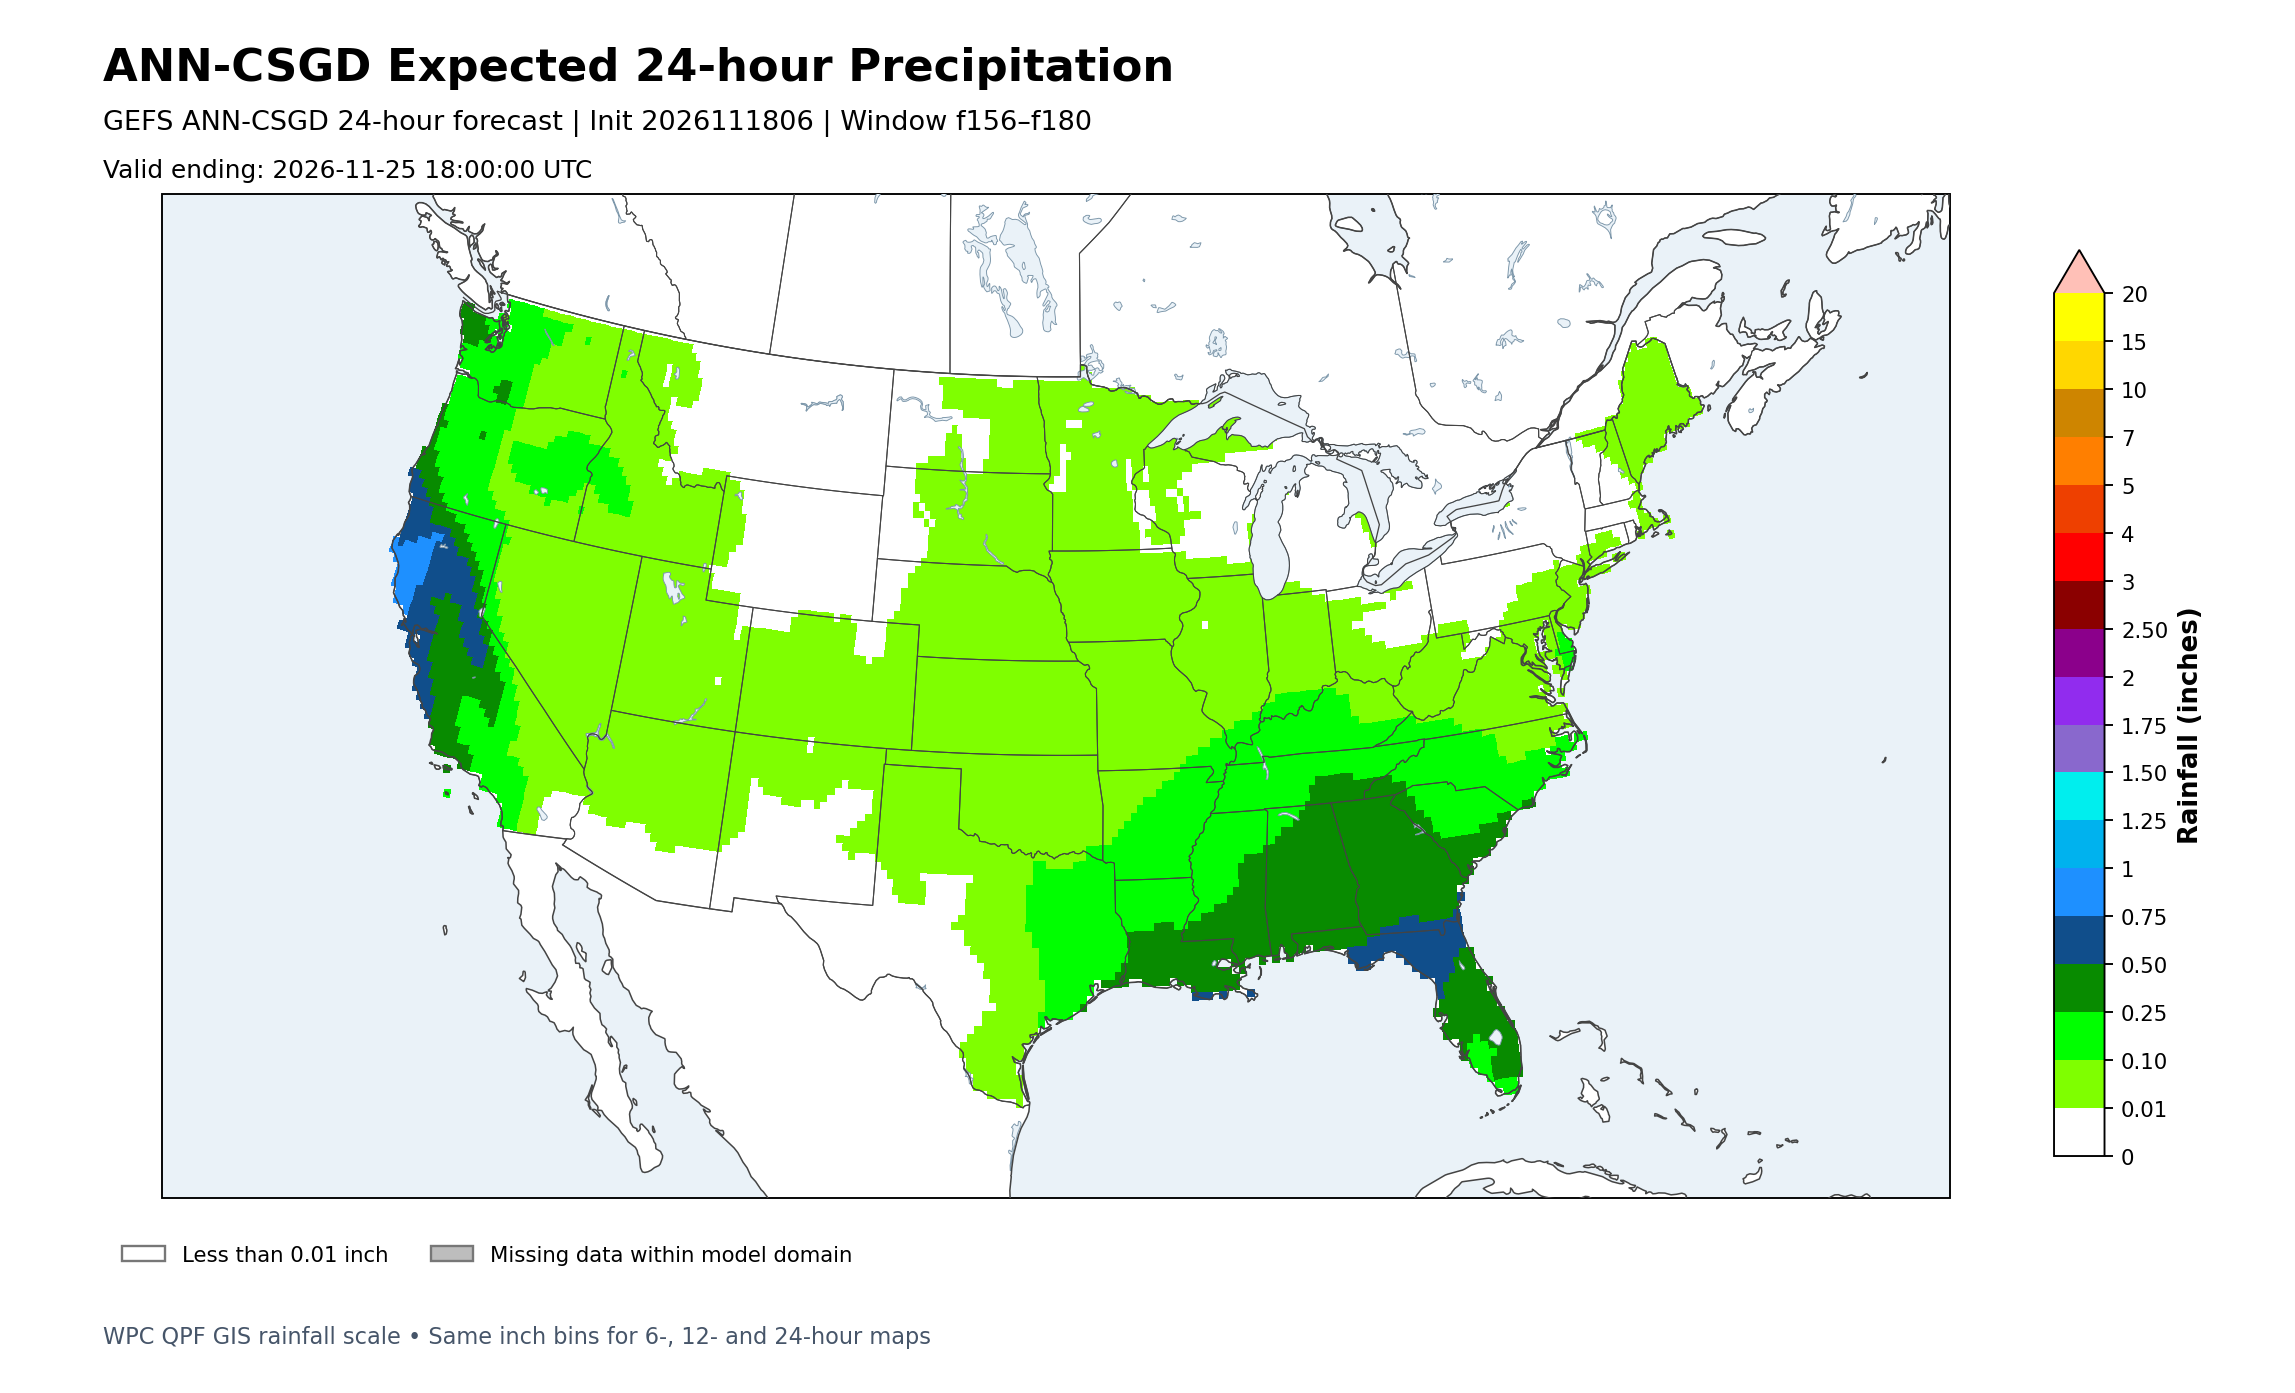 ANN-CSGD Expected 24-hour Precipitation
GEFS ANN-CSGD 24-hour forecast | Init 2026111806 | Window f156–f180
Valid ending: 2026-11-25 18:00:00 UTC
20
15
10
7
5
4
3
2.50
2
1.75
1.50
1.25
1
0.75
0.50
0.25
0.10
0.01
0
Rainfall (inches)
Less than 0.01 inch
Missing data within model domain
WPC QPF GIS rainfall scale • Same inch bins for 6-, 12- and 24-hour maps